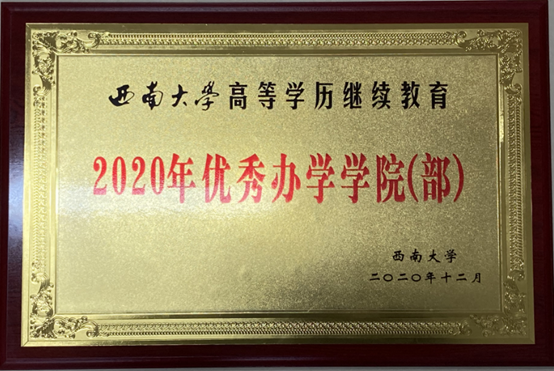 西南大学高等学历继续教育
2020年优秀办学学院(部)
西南大学
二〇二〇年十二月